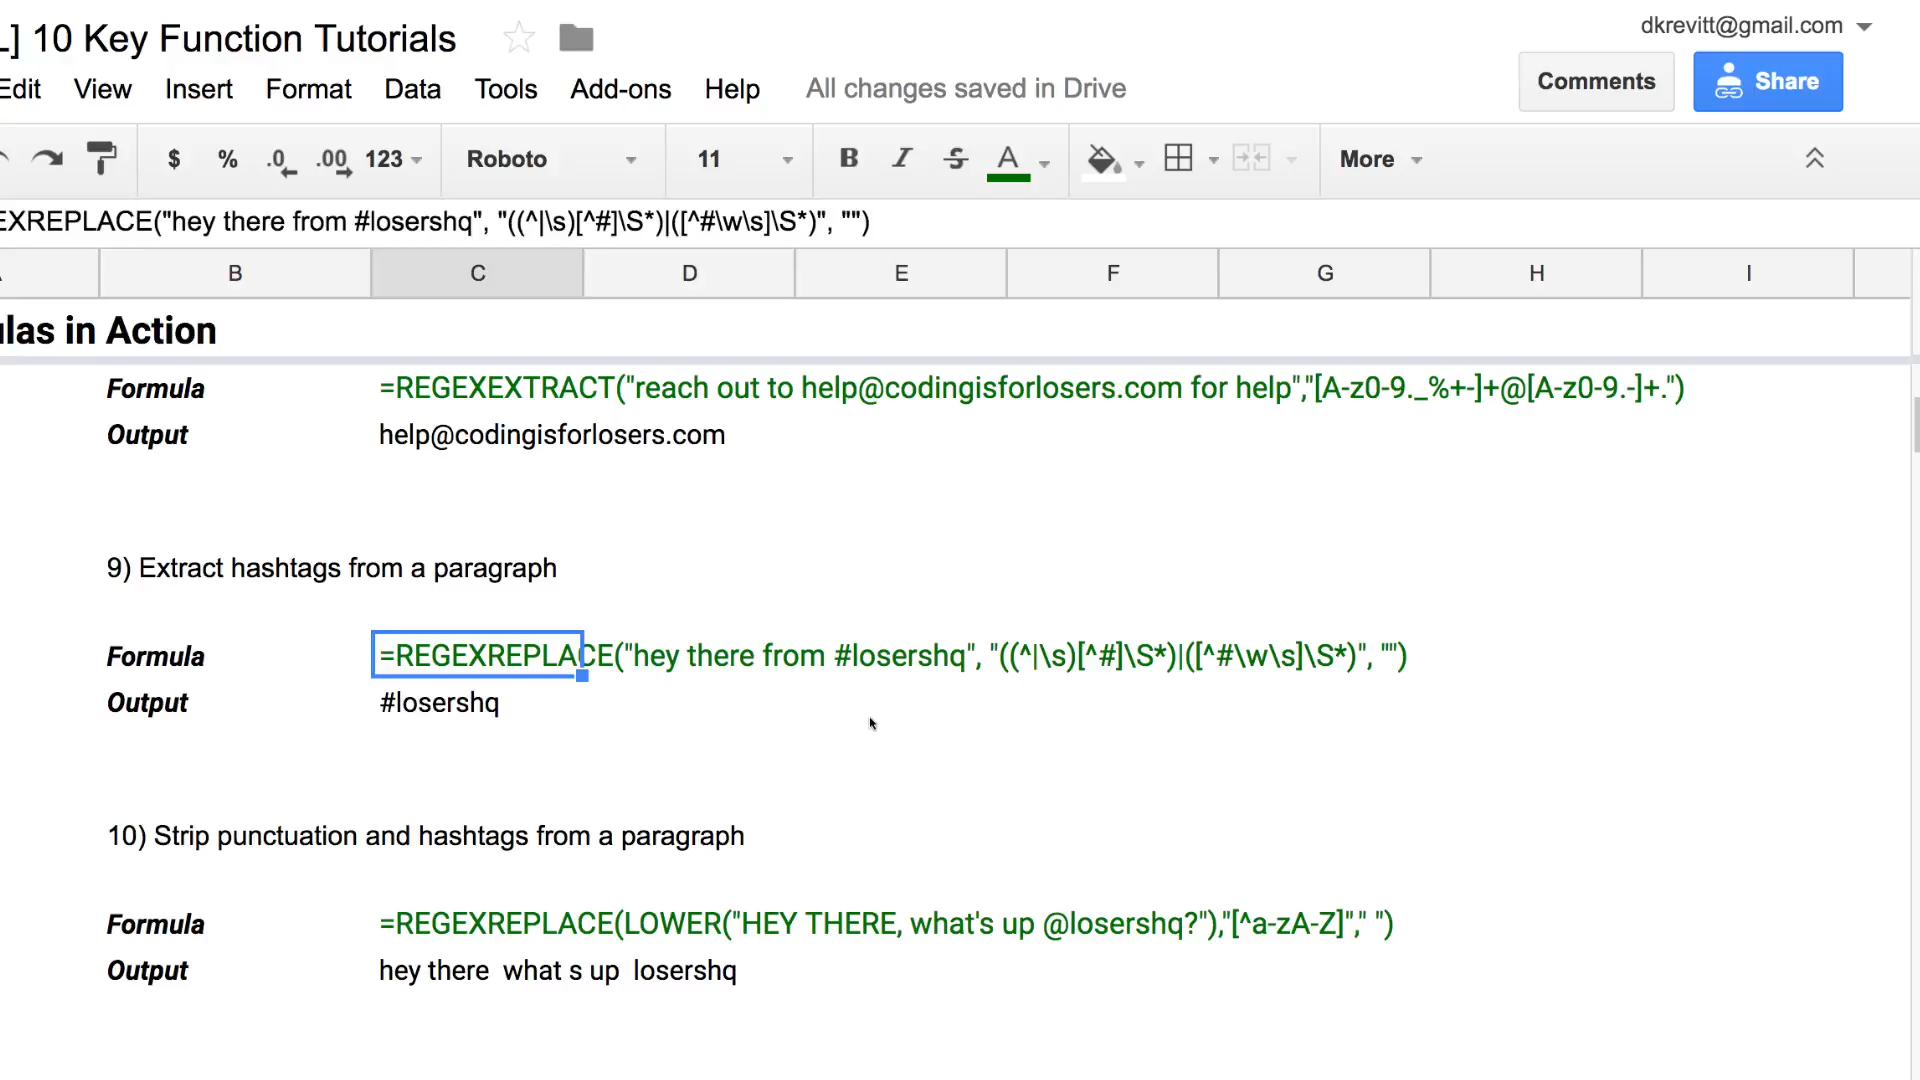 L] 10 Key Function Tutorials
dkrevitt@gmail.com
Edit View Insert Format Data Tools Add-ons Help All changes saved in Drive
Comments Share
$ % .0 .00 123 Roboto 11 B I S A More
EXREPLACE("hey there from #losershq", "((^|\s)[^#]\S*)|([^#\w\s]\S*)", "")
B C D E F G H I
ulas in Action
Formula =REGEXEXTRACT("reach out to help@codingisforlosers.com for help","[A-z0-9._%+-]+@[A-z0-9.-]+.")
Output help@codingisforlosers.com
9) Extract hashtags from a paragraph
Formula =REGEXREPLACE("hey there from #losershq", "((^|\s)[^#]\S*)|([^#\w\s]\S*)", "")
Output #losershq
10) Strip punctuation and hashtags from a paragraph
Formula =REGEXREPLACE(LOWER("HEY THERE, what's up @losershq?"),"[^a-zA-Z]"," ")
Output hey there  what s up  losershq